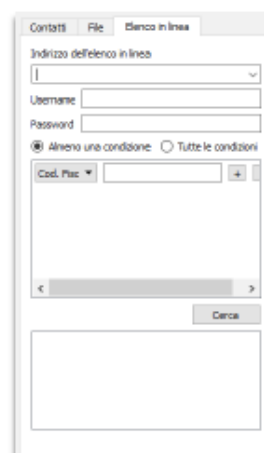 Contatti File Elenco in linea
Indirizzo dell'elenco in linea
Username
Password
Almeno una condizione Tutte le condizioni
Cod. Fisc +
Cerca